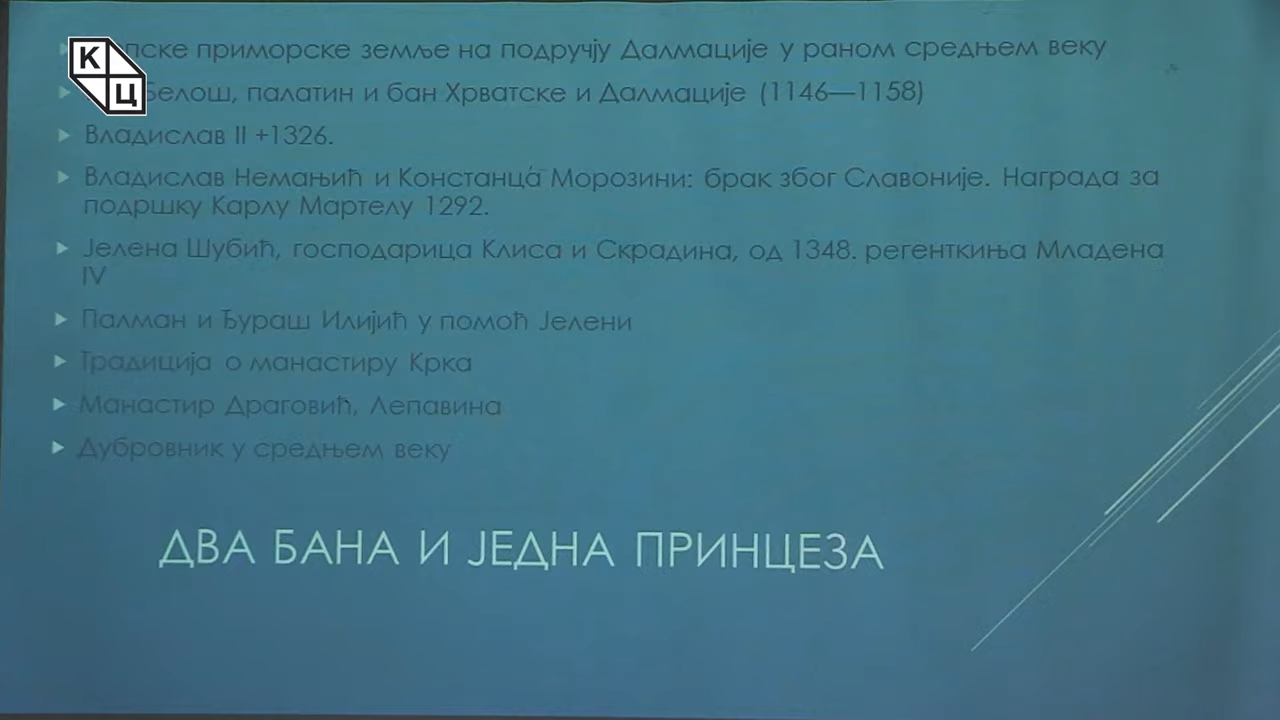 К
Ц
приморске земље на подручју Далмације у раном средњем веку
Белош, палатин и бан Хрватске и Далмације (1146—1158)
Владислав II +1326.
Владислав Немањић и Констанца́ Морозини: брак због Славоније. Награда за
подршку Карлу Мартелу 1292.
Јелена Шубић, господарица Клиса и Скрадина, од 1348. регенткиња Младена
IV
Палман и Ђураш Илијић у помоћ Јелени
Традиција о манастиру Крка
Манастир Драговић, Лепавина
Дубровник у средњем веку
ДВА БАНА И ЈЕДНА ПРИНЦЕЗА